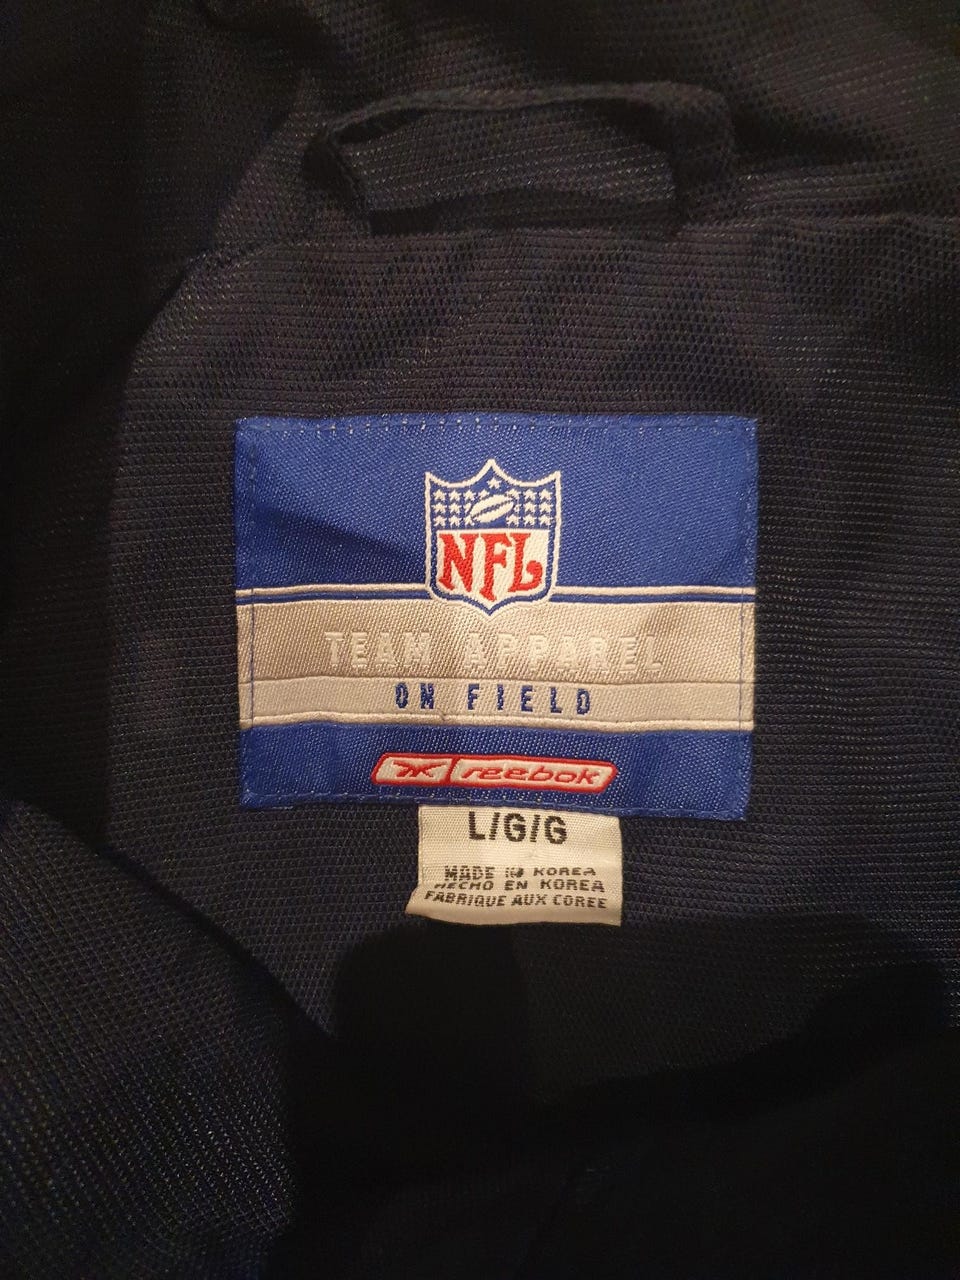 NFL
TEAM APPAREL
ON FIELD
reebok
L/G/G
MADE IN KOREA
HECHO EN KOREA
FABRIQUE AUX COREE